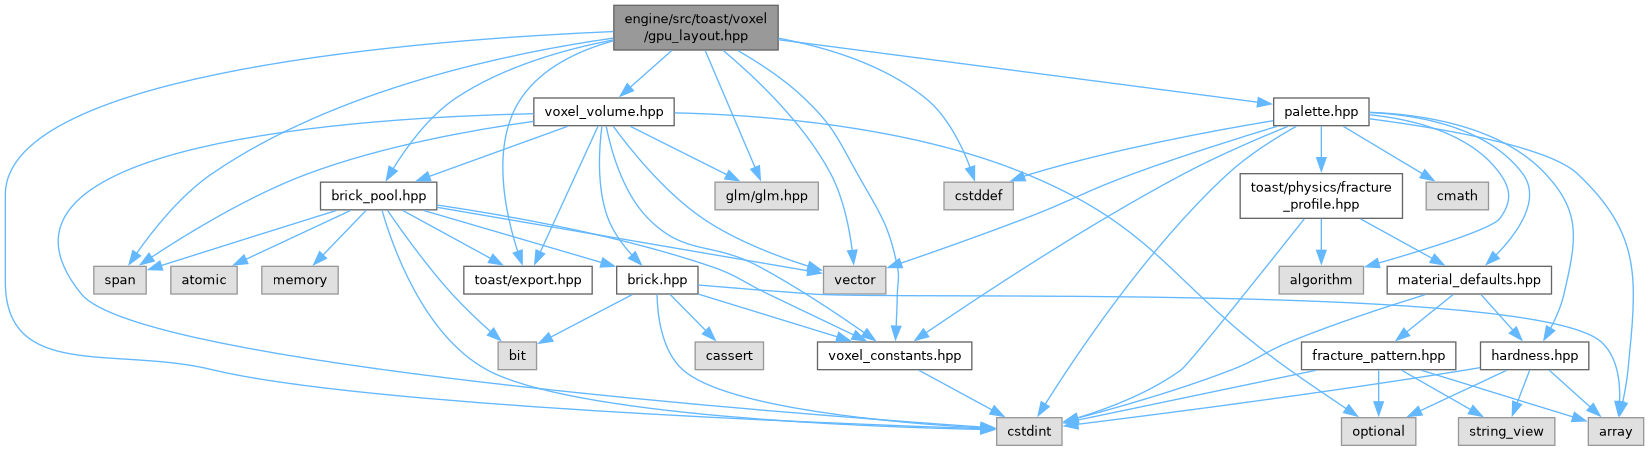 engine/src/toast/voxel
/gpu_layout.hpp
voxel_volume.hpp
palette.hpp
brick_pool.hpp
glm/glm.hpp
cstddef
toast/physics/fracture
_profile.hpp
cmath
span
atomic
memory
toast/export.hpp
brick.hpp
vector
algorithm
material_defaults.hpp
bit
cassert
voxel_constants.hpp
fracture_pattern.hpp
hardness.hpp
cstdint
optional
string_view
array